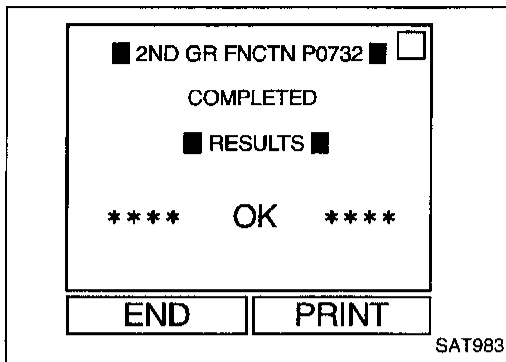 2ND GR FNCTN P0732
COMPLETED
RESULTS
**** OK ****
END PRINT
SAT983